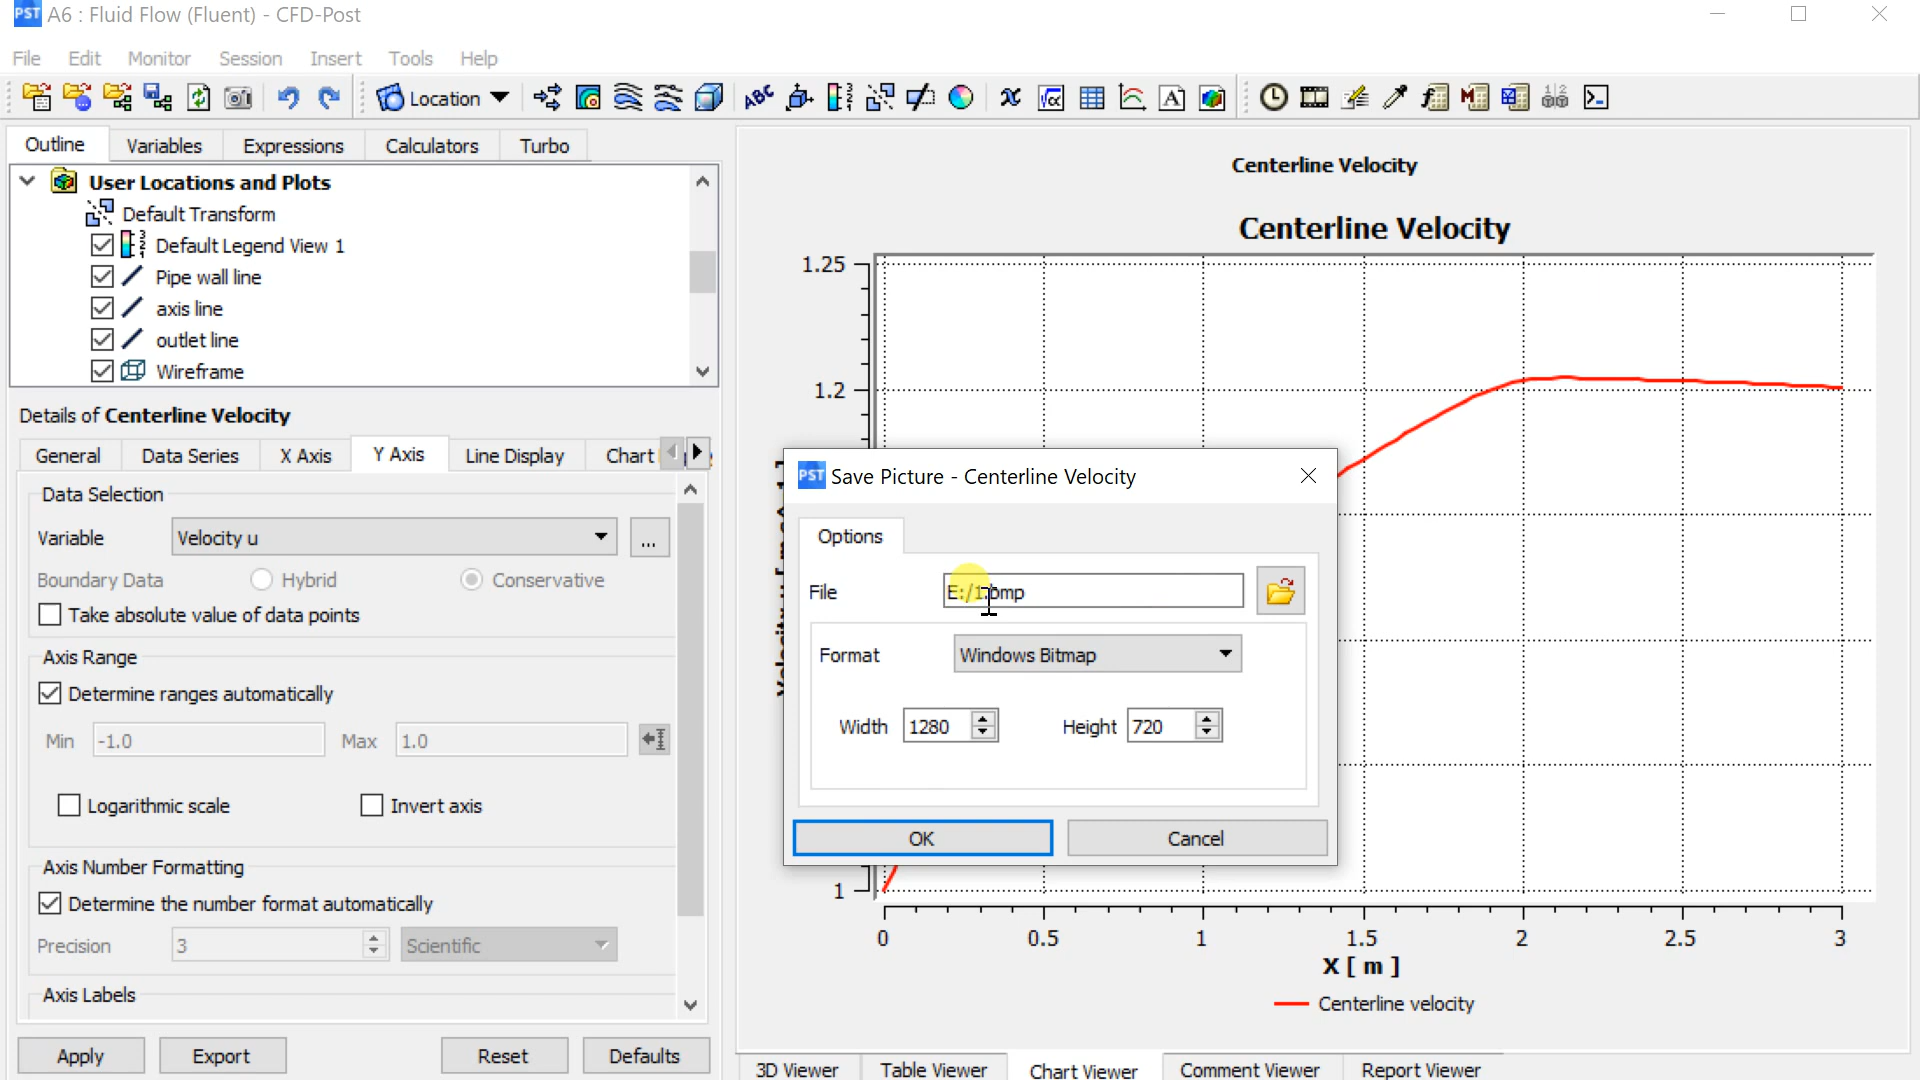 PST A6 : Fluid Flow (Fluent) - CFD-Post
File Edit Monitor Session Insert Tools Help
Location
Outline Variables Expressions Calculators Turbo
User Locations and Plots
Default Transform
Default Legend View 1
Pipe wall line
axis line
outlet line
Wireframe
Details of Centerline Velocity
General Data Series X Axis Y Axis Line Display Chart
Data Selection
Variable Velocity u ...
Boundary Data Hybrid Conservative
Take absolute value of data points
Axis Range
Determine ranges automatically
Min -1.0 Max 1.0
Logarithmic scale Invert axis
Axis Number Formatting
Determine the number format automatically
Precision 3 Scientific
Axis Labels
Apply Export Reset Defaults
Centerline Velocity
Centerline Velocity
1.25
1.2
1
0 0.5 1 1.5 2 2.5 3
X [ m ]
Centerline velocity
PST Save Picture - Centerline Velocity
Options
File E:/1.bmp
Format Windows Bitmap
Width 1280 Height 720
OK Cancel
3D Viewer Table Viewer Chart Viewer Comment Viewer Report Viewer